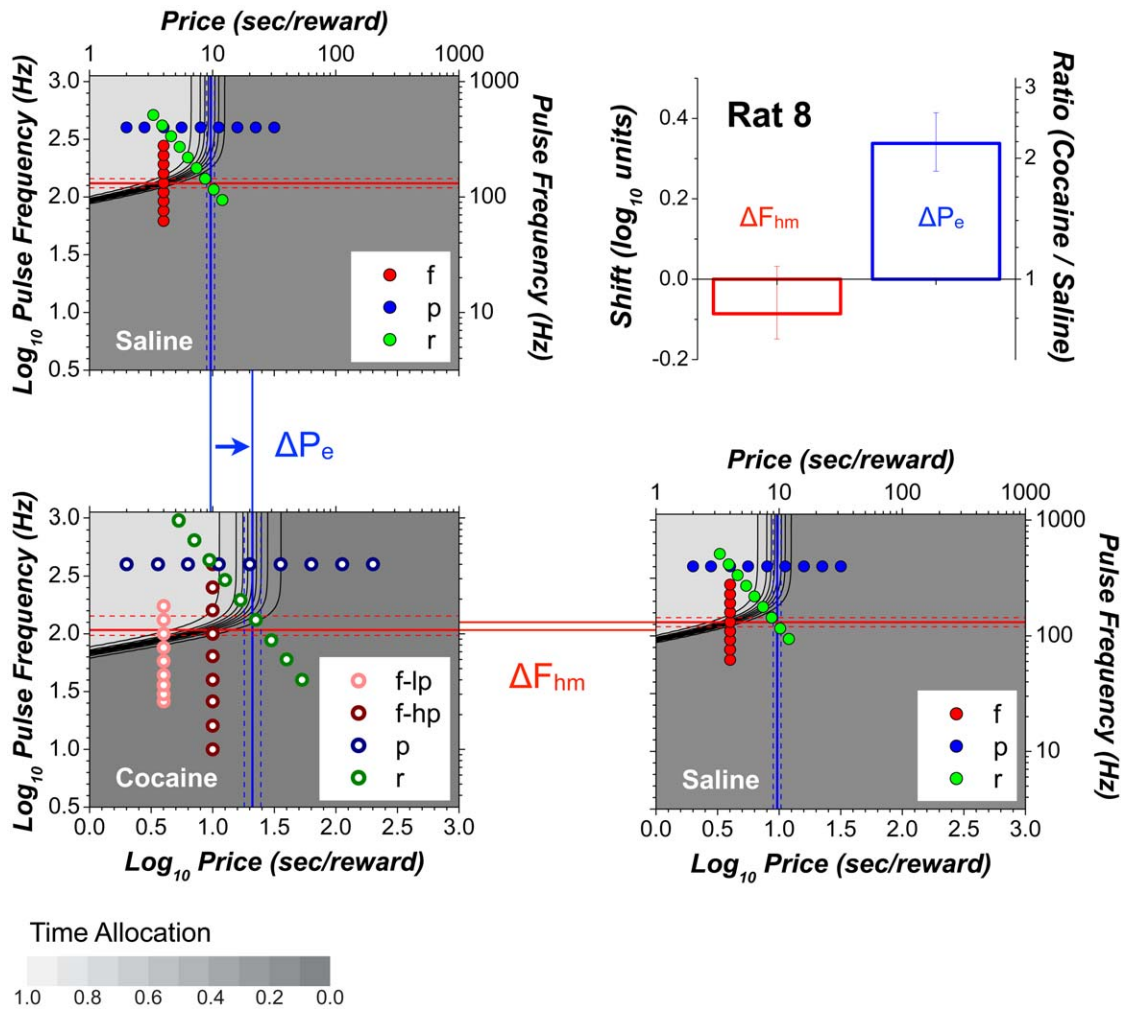 Price (sec/reward)
1 10 100 1000
Log10 Pulse Frequency (Hz)
3.0
2.5
2.0
1.5
1.0
0.5
1000
100
10
Pulse Frequency (Hz)
f
p
r
Saline
Shift (log10 units)
0.4
0.2
0.0
-0.2
Rat 8
ΔFhm
ΔPe
3
2
1
Ratio (Cocaine / Saline)
ΔPe
Log10 Pulse Frequency (Hz)
3.0
2.5
2.0
1.5
1.0
0.5
f-lp
f-hp
p
r
Cocaine
0.0 0.5 1.0 1.5 2.0 2.5 3.0
Log10 Price (sec/reward)
ΔFhm
Price (sec/reward)
1 10 100 1000
1000
100
10
Pulse Frequency (Hz)
f
p
r
Saline
0.0 0.5 1.0 1.5 2.0 2.5 3.0
Log10 Price (sec/reward)
Time Allocation
1.0 0.8 0.6 0.4 0.2 0.0